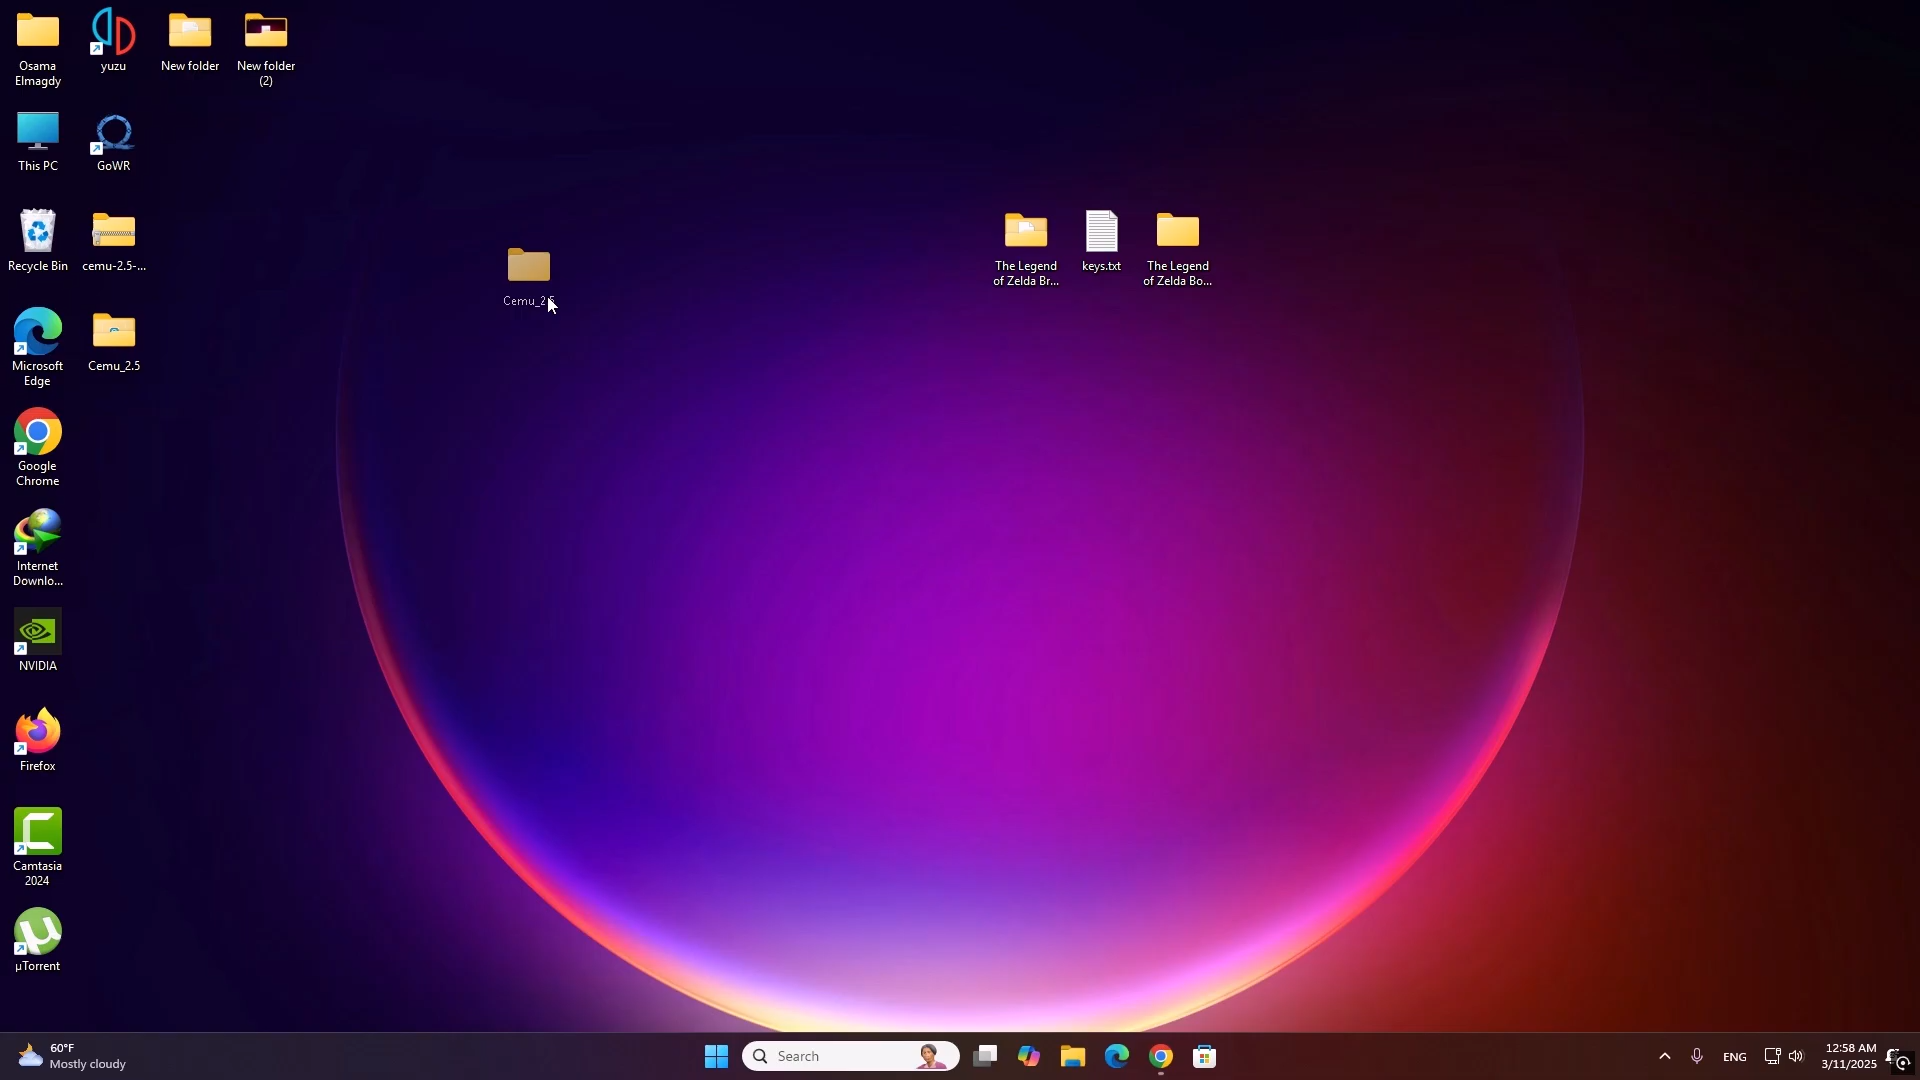 Osama
Elmagdy
yuzu
New folder
New folder
(2)
This PC
GoWR
Recycle Bin
cemu-2.5-...
The Legend
of Zelda Br...
keys.txt
The Legend
of Zelda Bo...
Cemu_2.5
Microsoft
Edge
Cemu_2.5
Google
Chrome
Internet
Downlo...
NVIDIA
Firefox
Camtasia
2024
µTorrent
60°F
Mostly cloudy
Search
ENG
12:58 AM
3/11/2025